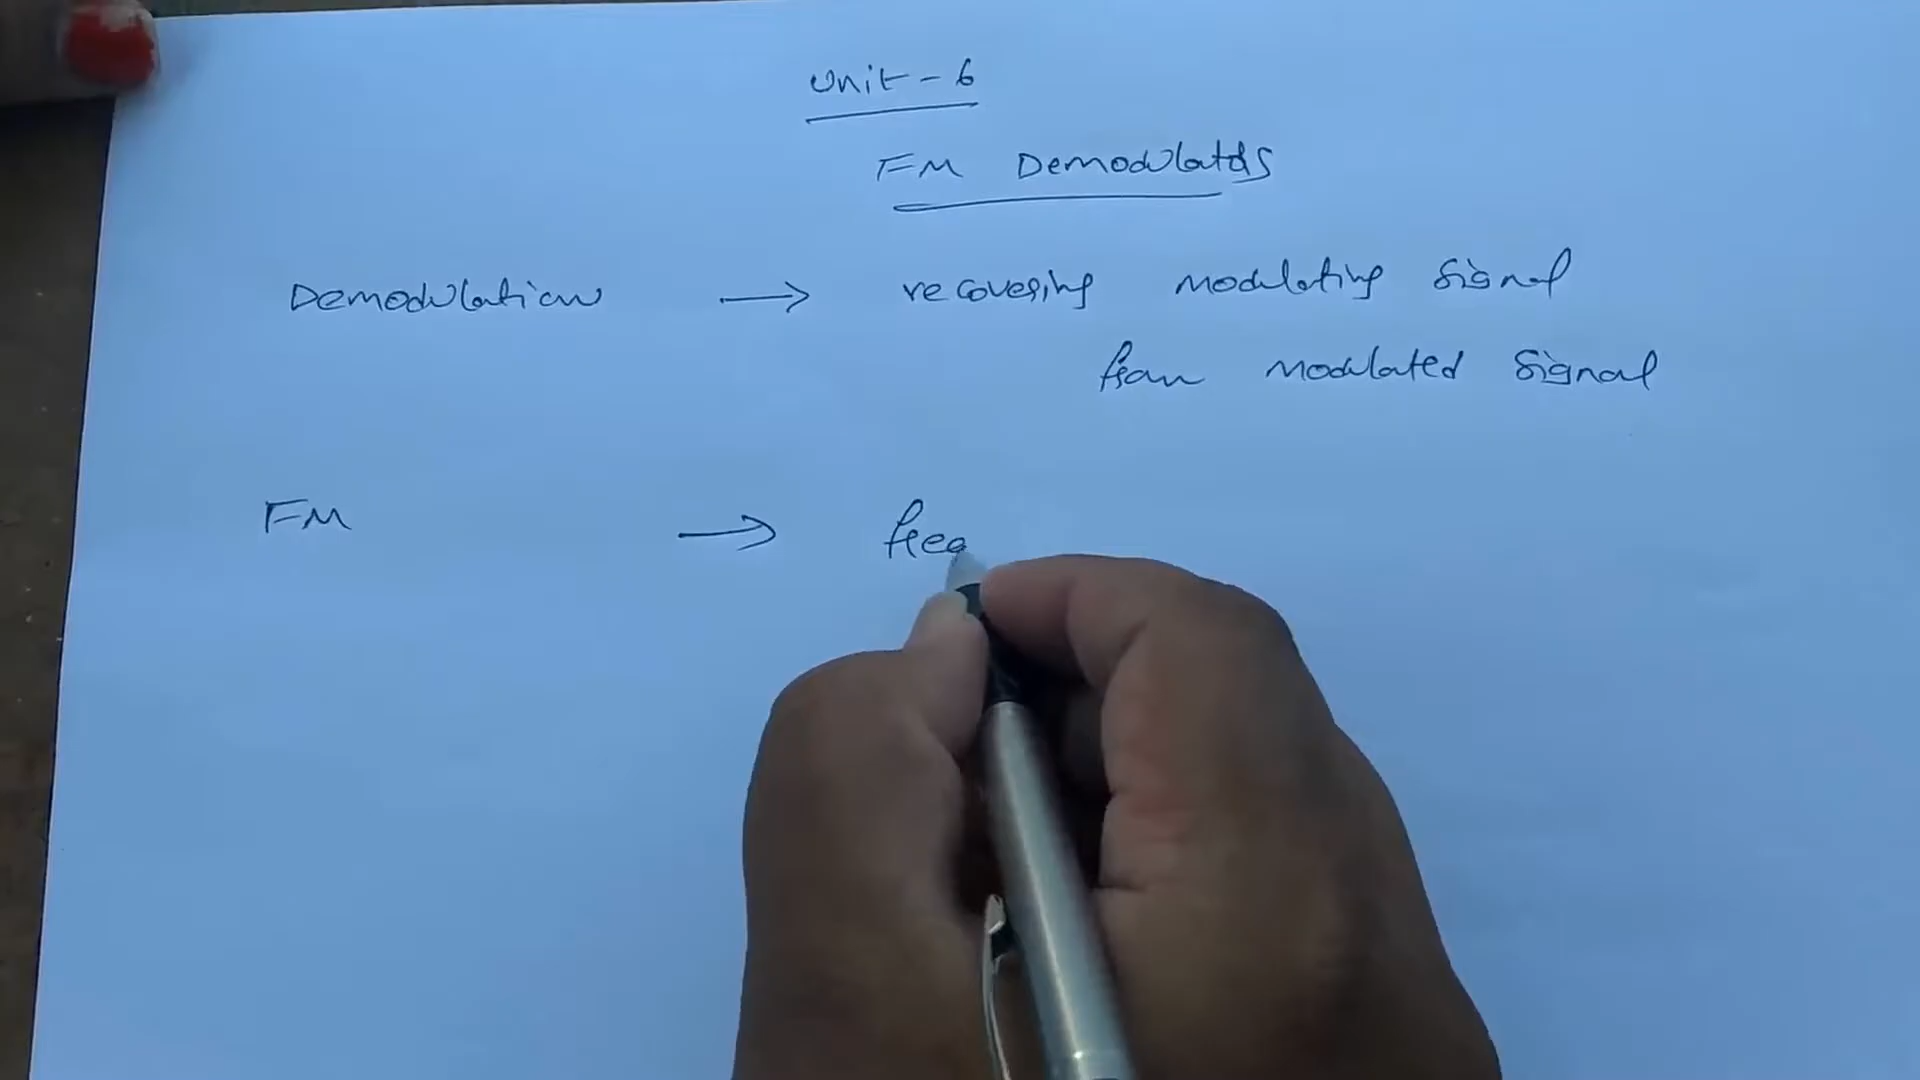 Unit - 6
FM Demodulators
Demodulation → recovering modulating signal
from modulated signal
FM → freq